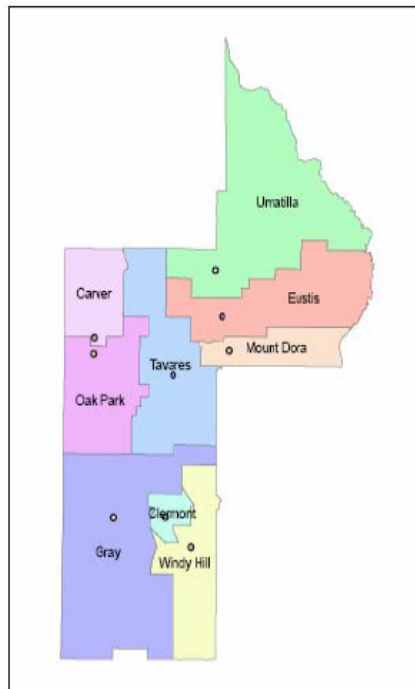 Umatilla
Carver
Eustis
Mount Dora
Tavares
Oak Park
Clermont
Gray
Windy Hill